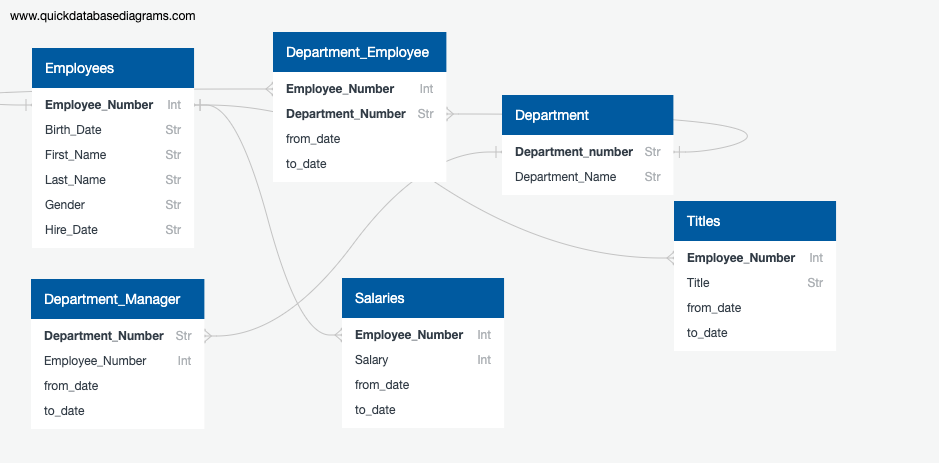 www.quickdatabasediagrams.com
Employees
Employee_Number Int
Birth_Date Str
First_Name Str
Last_Name Str
Gender Str
Hire_Date Str
Department_Employee
Employee_Number Int
Department_Number Str
from_date
to_date
Department
Department_number Str
Department_Name Str
Titles
Employee_Number Int
Title Str
from_date
to_date
Department_Manager
Department_Number Str
Employee_Number Int
from_date
to_date
Salaries
Employee_Number Int
Salary Int
from_date
to_date